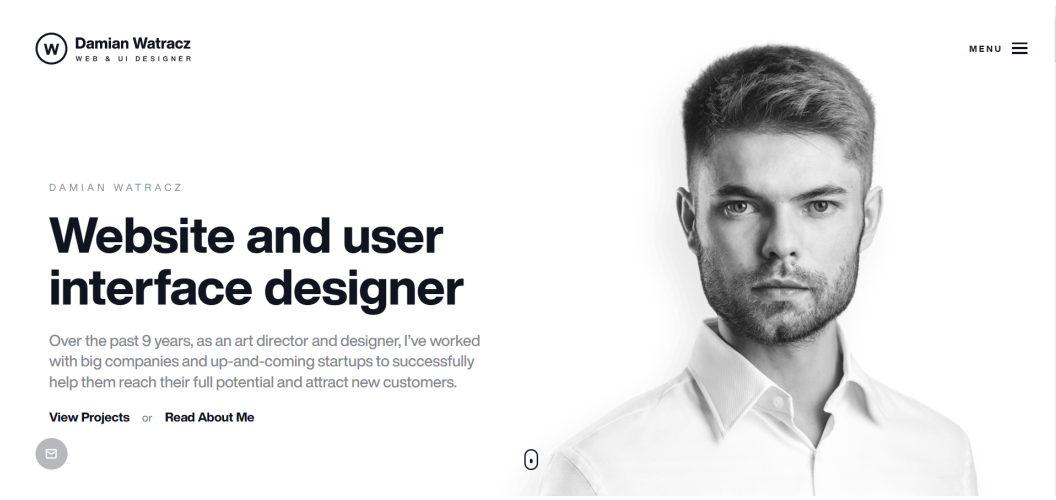 W
Damian Watracz
WEB & UI DESIGNER
MENU
DAMIAN WATRACZ
Website and user
interface designer
Over the past 9 years, as an art director and designer, I've worked
with big companies and up-and-coming startups to successfully
help them reach their full potential and attract new customers.
View Projects or Read About Me